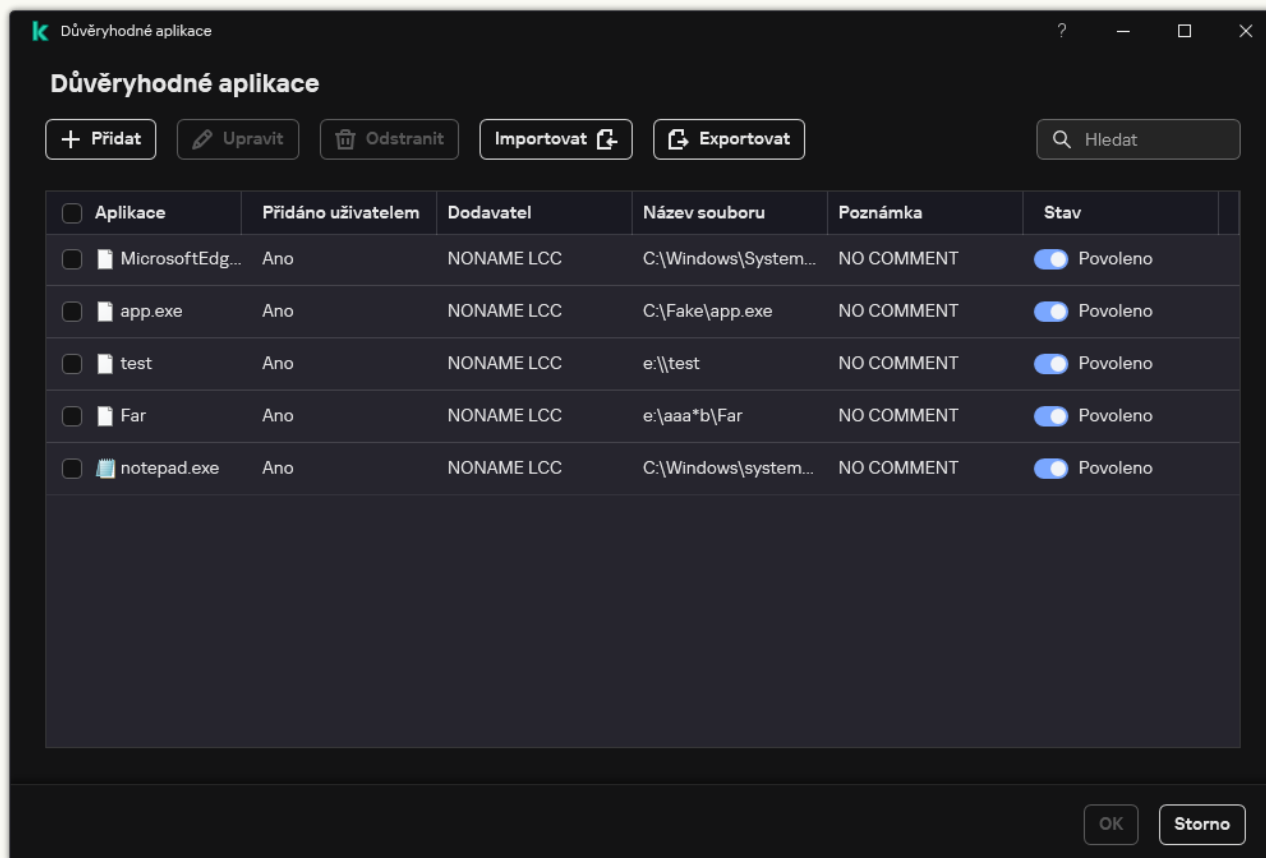 Důvěryhodné aplikace ?
Důvěryhodné aplikace
Přidat Upravit Odstranit Importovat Exportovat Hledat
Aplikace Přidáno uživatelem Dodavatel Název souboru Poznámka Stav
MicrosoftEdg... Ano NONAME LCC C:\Windows\System... NO COMMENT Povoleno
app.exe Ano NONAME LCC C:\Fake\app.exe NO COMMENT Povoleno
test Ano NONAME LCC e:\\test NO COMMENT Povoleno
Far Ano NONAME LCC e:\aaa*b\Far NO COMMENT Povoleno
notepad.exe Ano NONAME LCC C:\Windows\system... NO COMMENT Povoleno
OK Storno